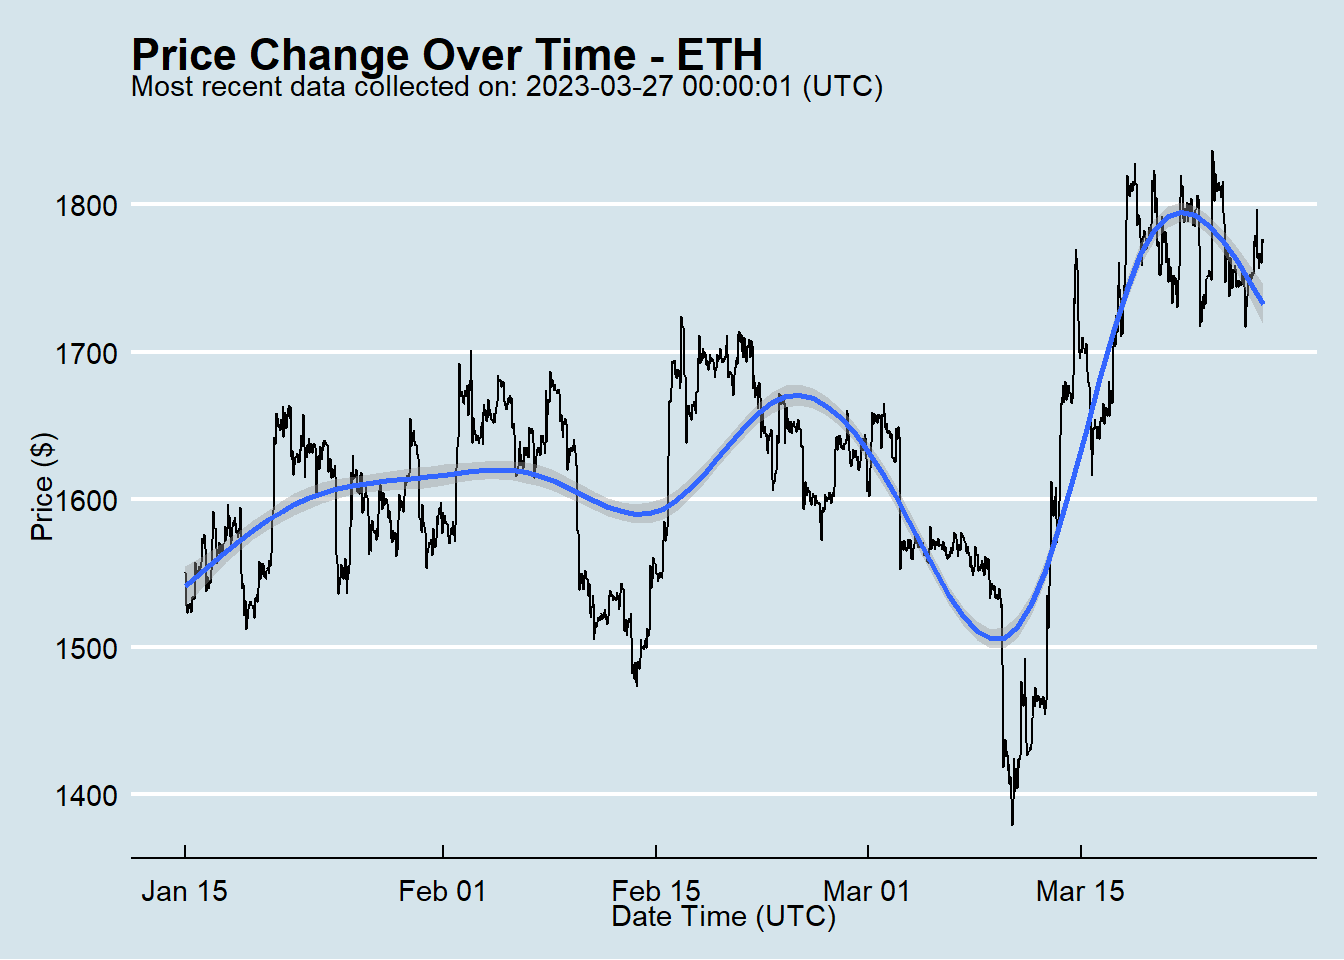 Price Change Over Time - ETH
Most recent data collected on: 2023-03-27 00:00:01 (UTC)
1800
1700
1600
1500
1400
Price ($)
Jan 15
Feb 01
Feb 15
Mar 01
Mar 15
Date Time (UTC)